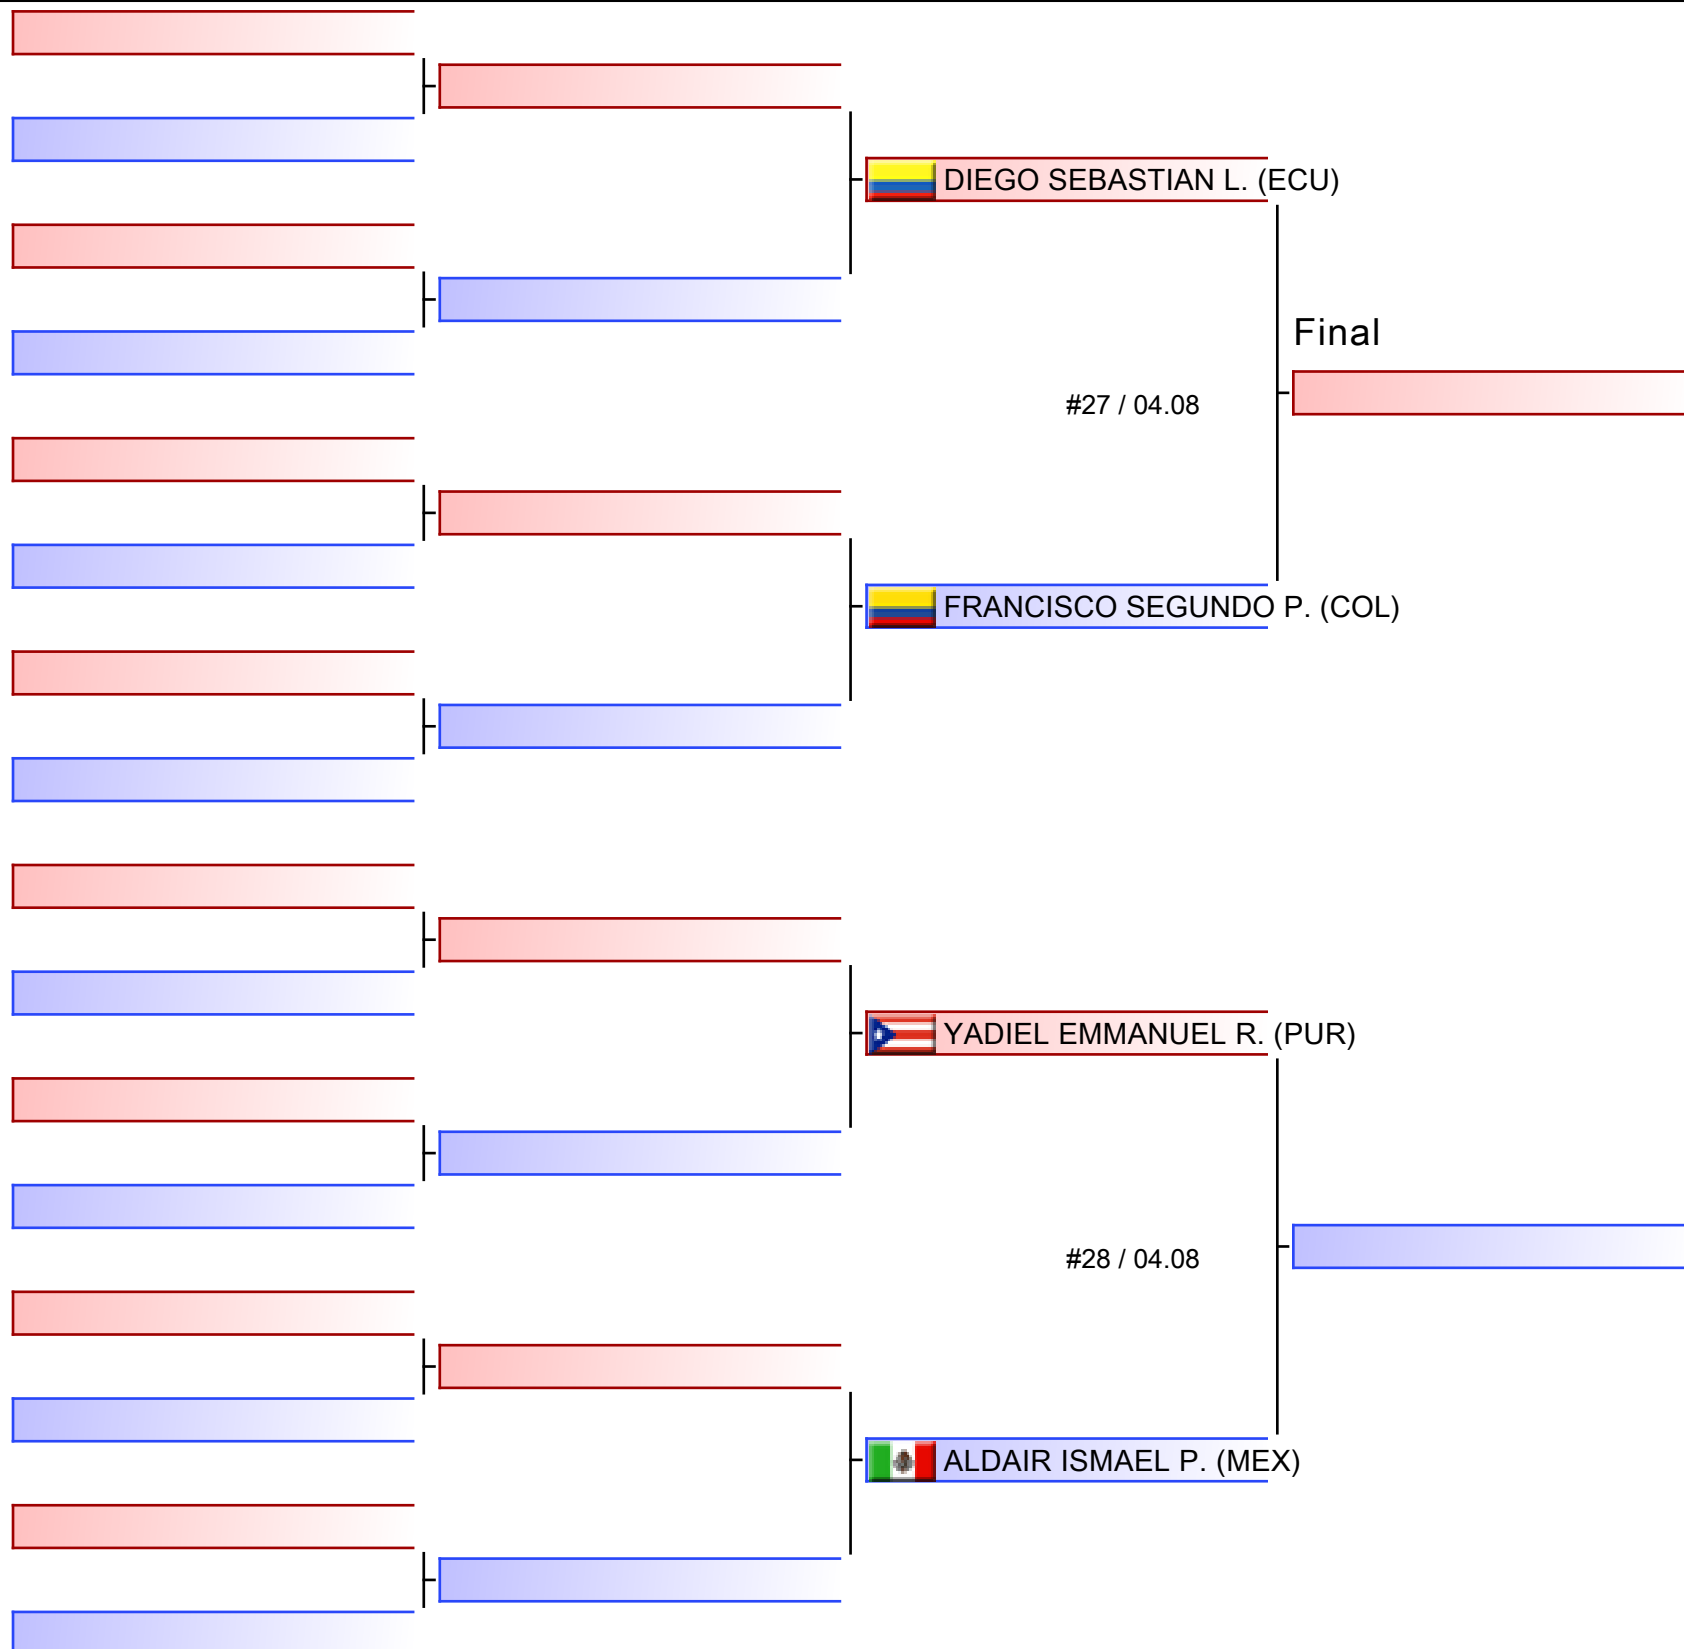 DIEGO SEBASTIAN L. (ECU)
Final
#27 / 04.08
FRANCISCO SEGUNDO P. (COL)
YADIEL EMMANUEL R. (PUR)
#28 / 04.08
ALDAIR ISMAEL P. (MEX)